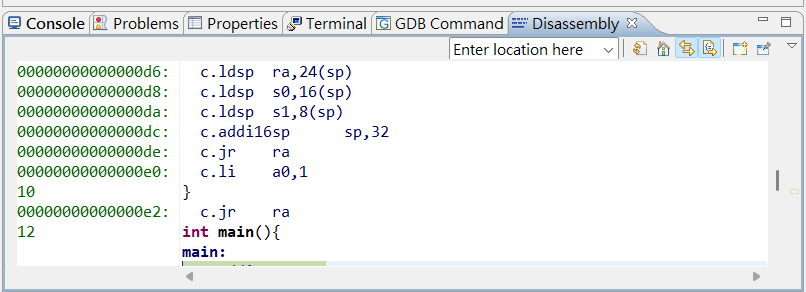 Console Problems Properties Terminal GDB Command Disassembly
Enter location here
00000000000000d6: c.ldsp ra,24(sp)
00000000000000d8: c.ldsp s0,16(sp)
00000000000000da: c.ldsp s1,8(sp)
00000000000000dc: c.addi16sp sp,32
00000000000000de: c.jr ra
00000000000000e0: c.li a0,1
10 }
00000000000000e2: c.jr ra
12 int main(){
main: